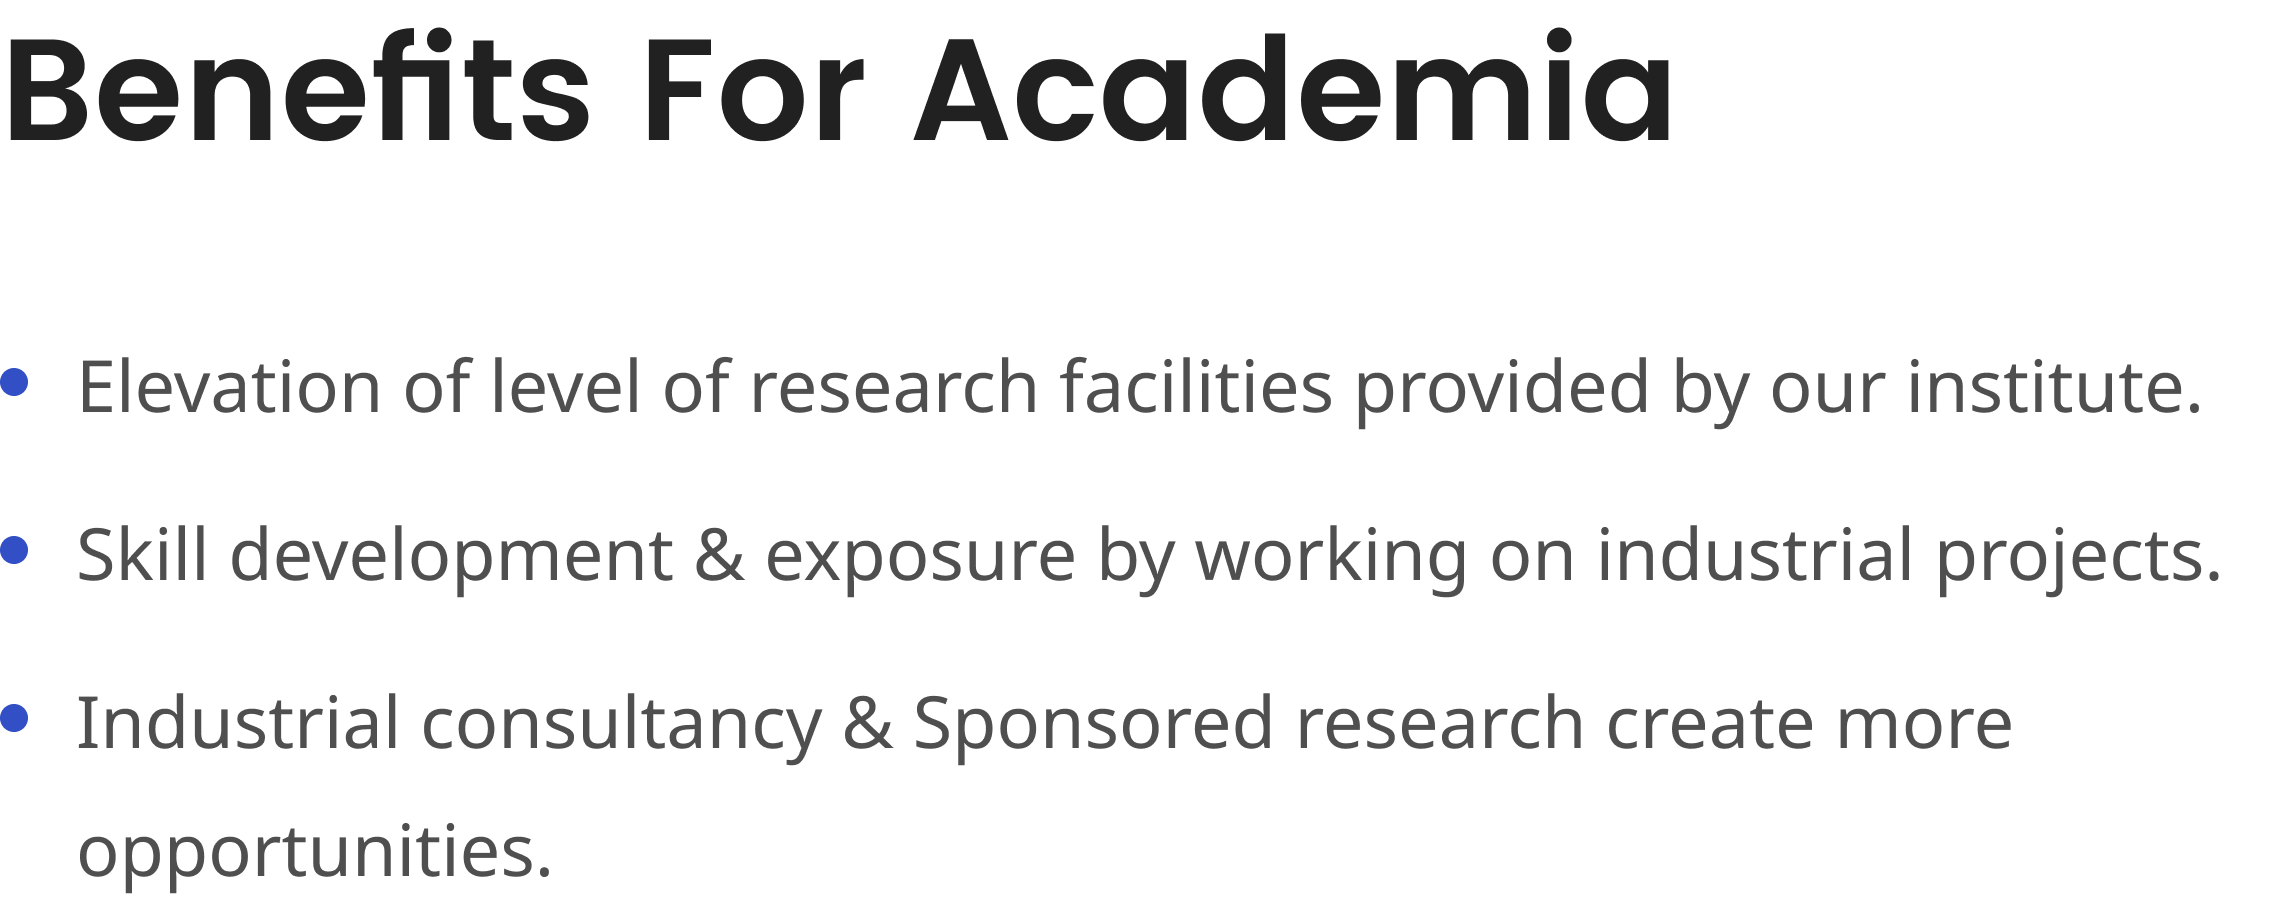 Benefits For Academia
• Elevation of level of research facilities provided by our institute.
• Skill development & exposure by working on industrial projects.
• Industrial consultancy & Sponsored research create more
opportunities.